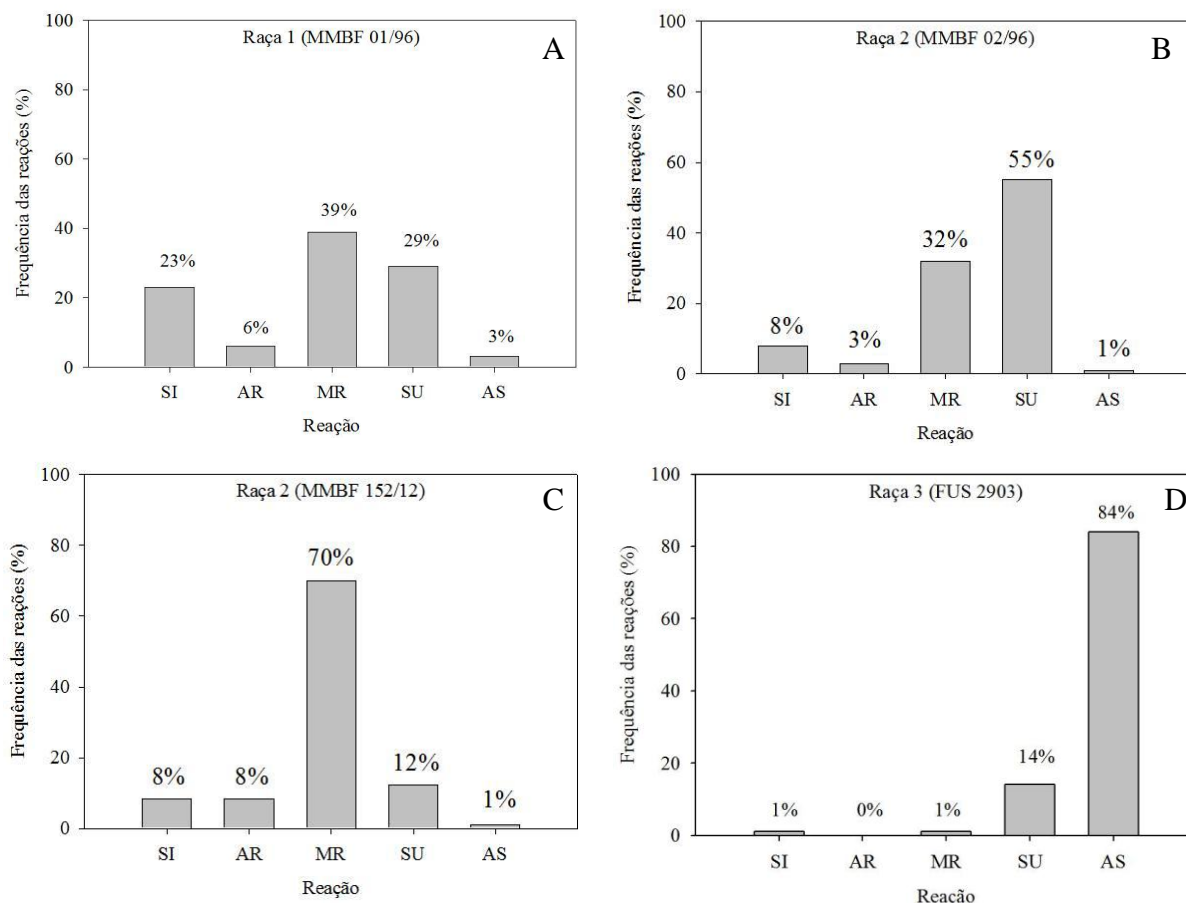 Raça 1 (MMBF 01/96)
A
Frequência das reações (%)
100
80
60
40
20
0
23%
6%
39%
29%
3%
SI AR MR SU AS
Reação
Raça 2 (MMBF 02/96)
B
Frequência das reações (%)
100
80
60
40
20
0
8%
3%
32%
55%
1%
SI AR MR SU AS
Reação
Raça 2 (MMBF 152/12)
C
Frequência das reações (%)
100
80
60
40
20
0
8%
8%
70%
12%
1%
SI AR MR SU AS
Reação
Raça 3 (FUS 2903)
D
Frequência das reações (%)
100
80
60
40
20
0
1%
0%
1%
14%
84%
SI AR MR SU AS
Reação